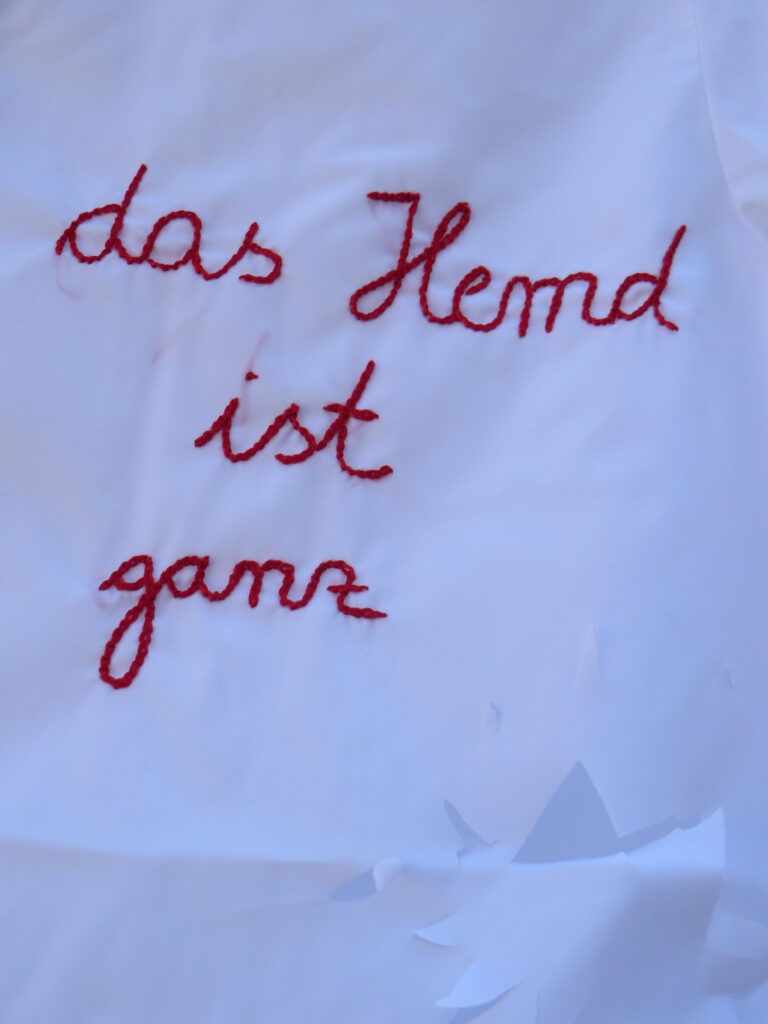 das Hemd
ist
ganz